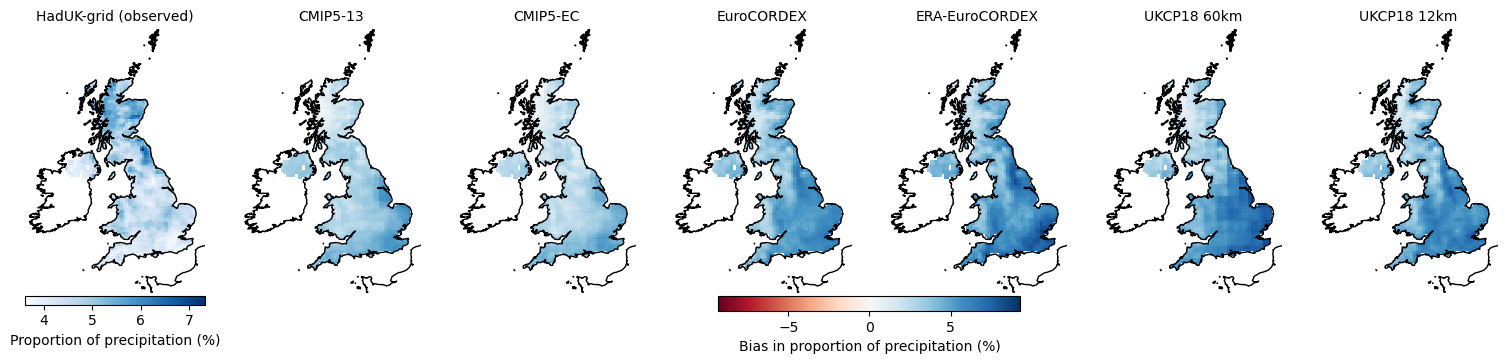 HadUK-grid (observed)
CMIP5-13
CMIP5-EC
EuroCORDEX
ERA-EuroCORDEX
UKCP18 60km
UKCP18 12km
4 5 6 7
Proportion of precipitation (%)
−5 0 5
Bias in proportion of precipitation (%)